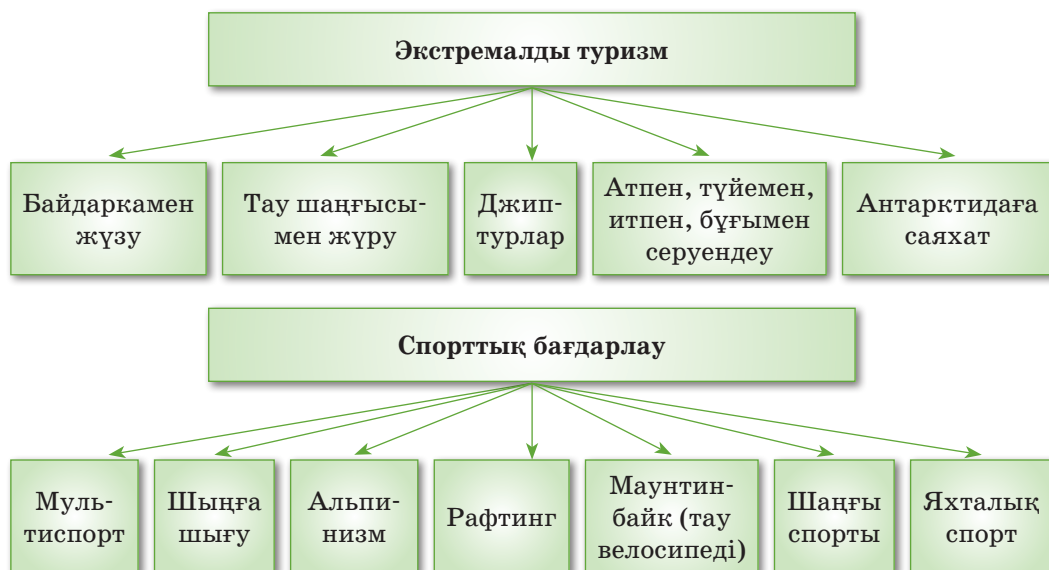 Экстремалды туризм
Байдаркамен
жүзу
Тау шаңғысы-
мен жүру
Джип-
турлар
Атпен, түйемен,
итпен, бұғымен
серуендеу
Антарктидаға
саяхат
Спорттық бағдарлау
Муль-
тиспорт
Шыңға
шығу
Альпи-
низм
Рафтинг
Маунтин-
байк (тау
велосипеді)
Шаңғы
спорты
Яхталық
спорт